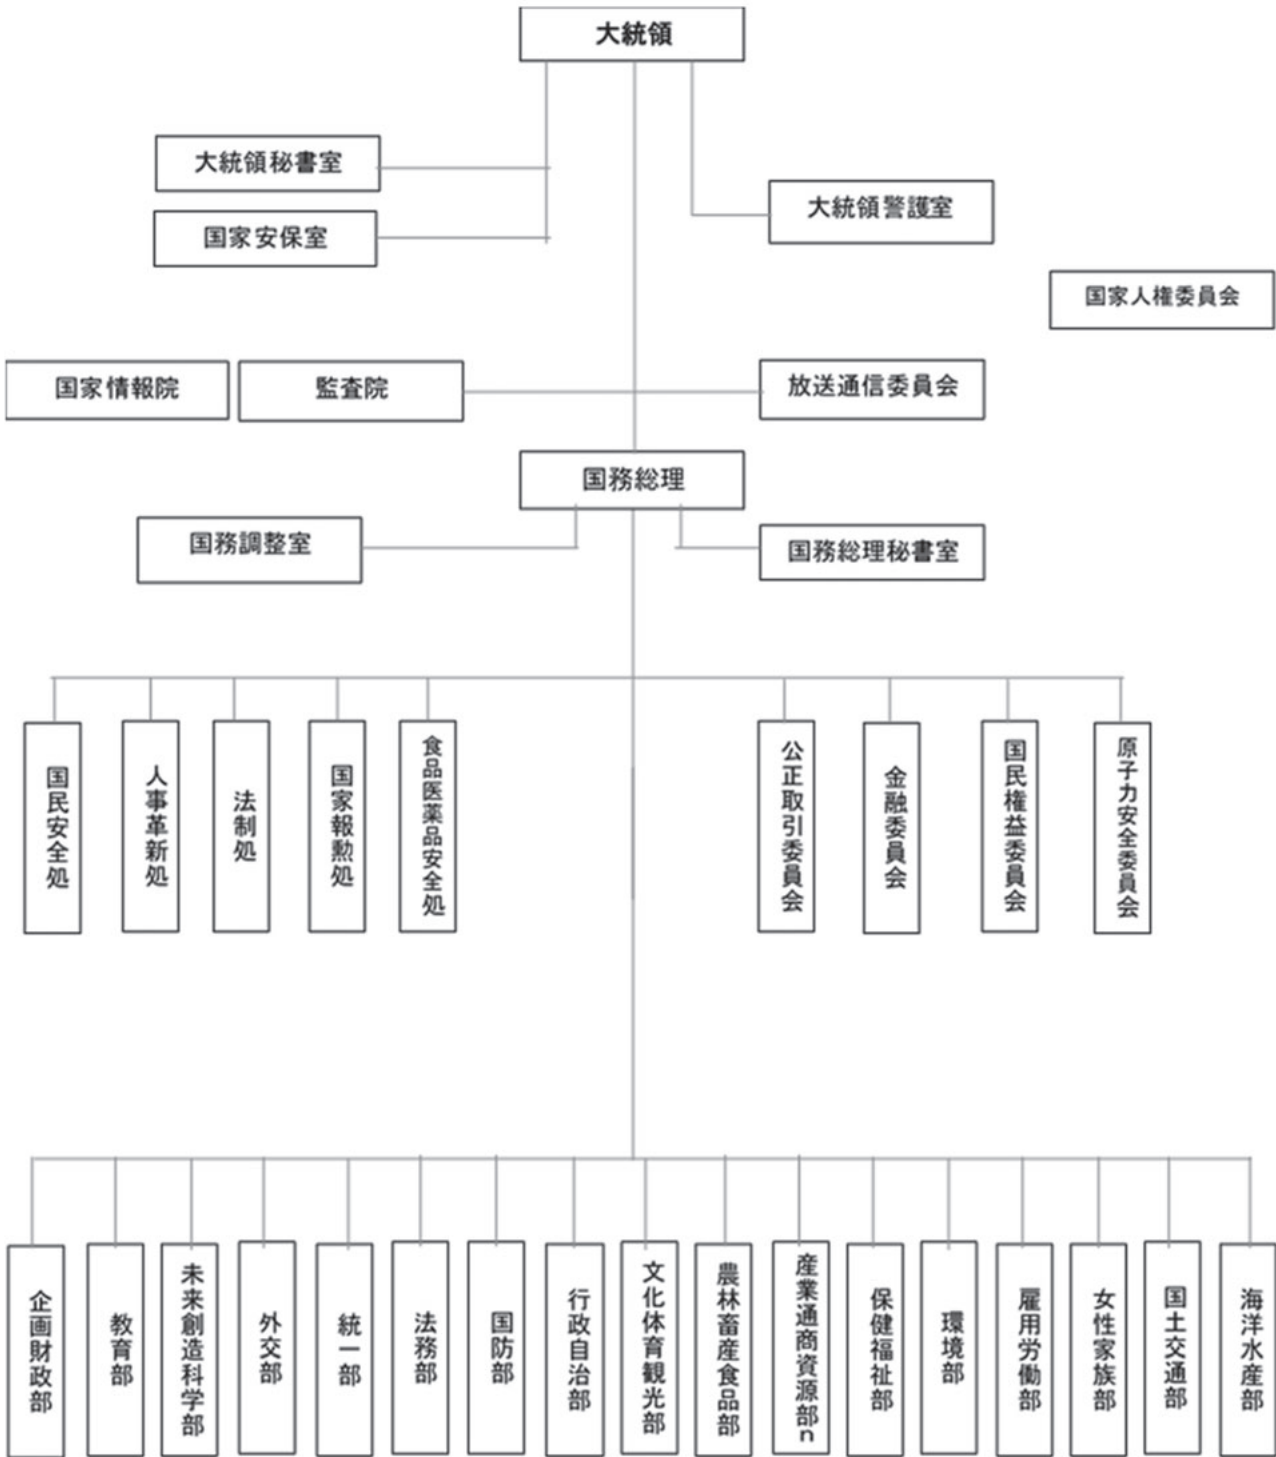 大統領
大統領秘書室
大統領警護室
国家安保室
国家人権委員会
国家情報院
監査院
放送通信委員会
国務総理
国務調整室
国務総理秘書室
国民安全処
人事革新処
法制処
国家報勲処
食品医薬品安全処
公正取引委員会
金融委員会
国民権益委員会
原子力安全委員会
企画財政部
教育部
未来創造科学部
外交部
統一部
法務部
国防部
行政自治部
文化体育観光部
農林畜産食品部
産業通商資源部n
保健福祉部
環境部
雇用労働部
女性家族部
国土交通部
海洋水産部